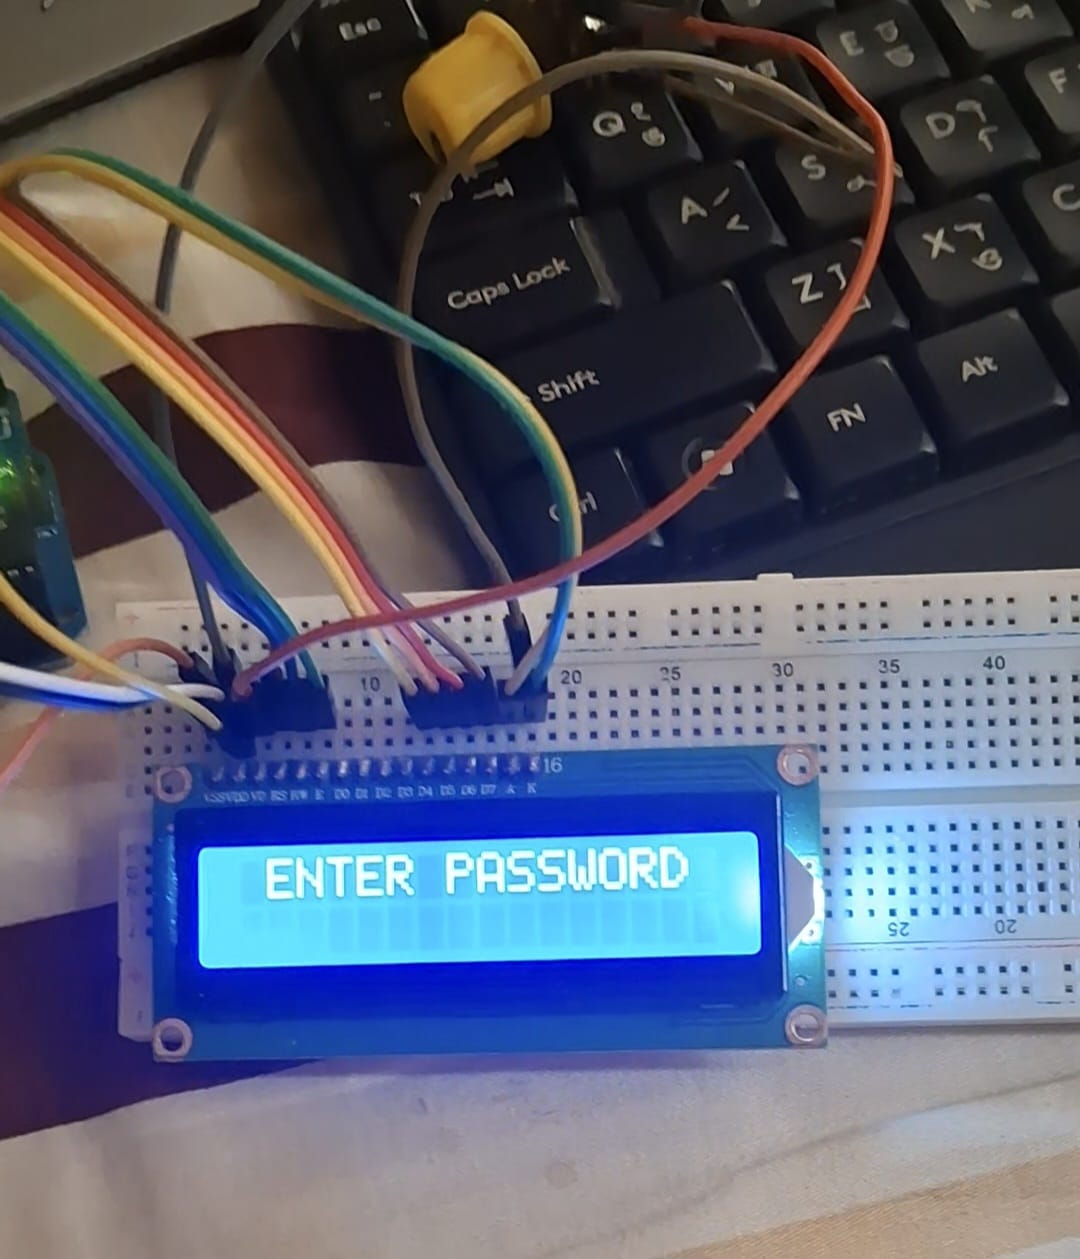 Esc
E
Q
D
F
S
A
C
X
Caps Lock
Z
Shift
Alt
FN
10
20
25
30
35
40
16
VSS VDD V0 RS RW E D0 D1 D2 D3 D4 D5 D6 D7 A K
ENTER PASSWORD
25
20